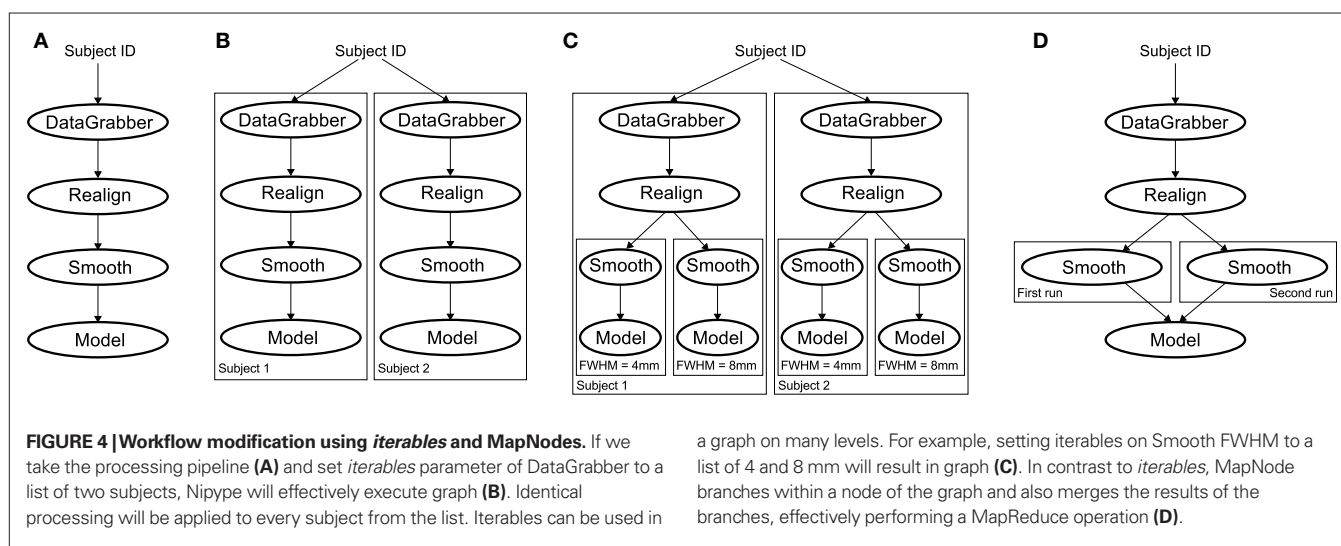 A
Subject ID
DataGrabber
Realign
Smooth
Model
B
Subject ID
DataGrabber
DataGrabber
Realign
Realign
Smooth
Smooth
Model
Model
Subject 1
Subject 2
C
Subject ID
DataGrabber
DataGrabber
Realign
Realign
Smooth
Smooth
Smooth
Smooth
Model
Model
Model
Model
FWHM = 4mm
FWHM = 8mm
FWHM = 4mm
FWHM = 8mm
Subject 1
Subject 2
D
Subject ID
DataGrabber
Realign
Smooth
Smooth
First run
Second run
Model
FIGURE 4 | Workflow modification using iterables and MapNodes. If we
take the processing pipeline (A) and set iterables parameter of DataGrabber to a
list of two subjects, Nipype will effectively execute graph (B). Identical
processing will be applied to every subject from the list. Iterables can be used in
a graph on many levels. For example, setting iterables on Smooth FWHM to a
list of 4 and 8 mm will result in graph (C). In contrast to iterables, MapNode
branches within a node of the graph and also merges the results of the
branches, effectively performing a MapReduce operation (D).